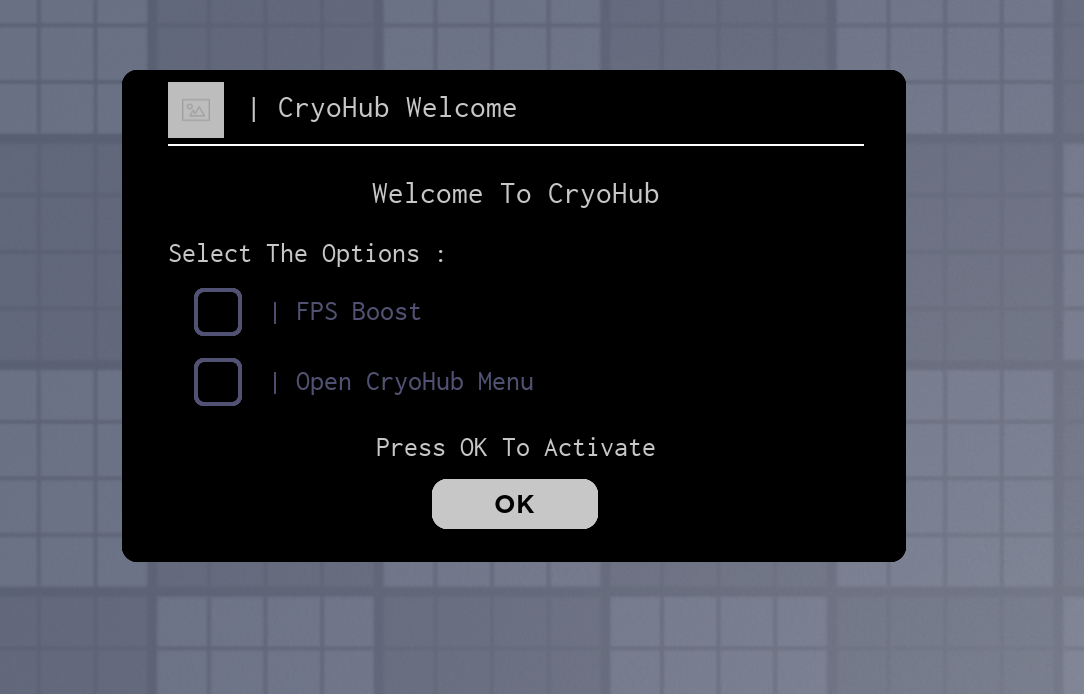 | CryoHub Welcome
Welcome To CryoHub
Select The Options :
| FPS Boost
| Open CryoHub Menu
Press OK To Activate
OK